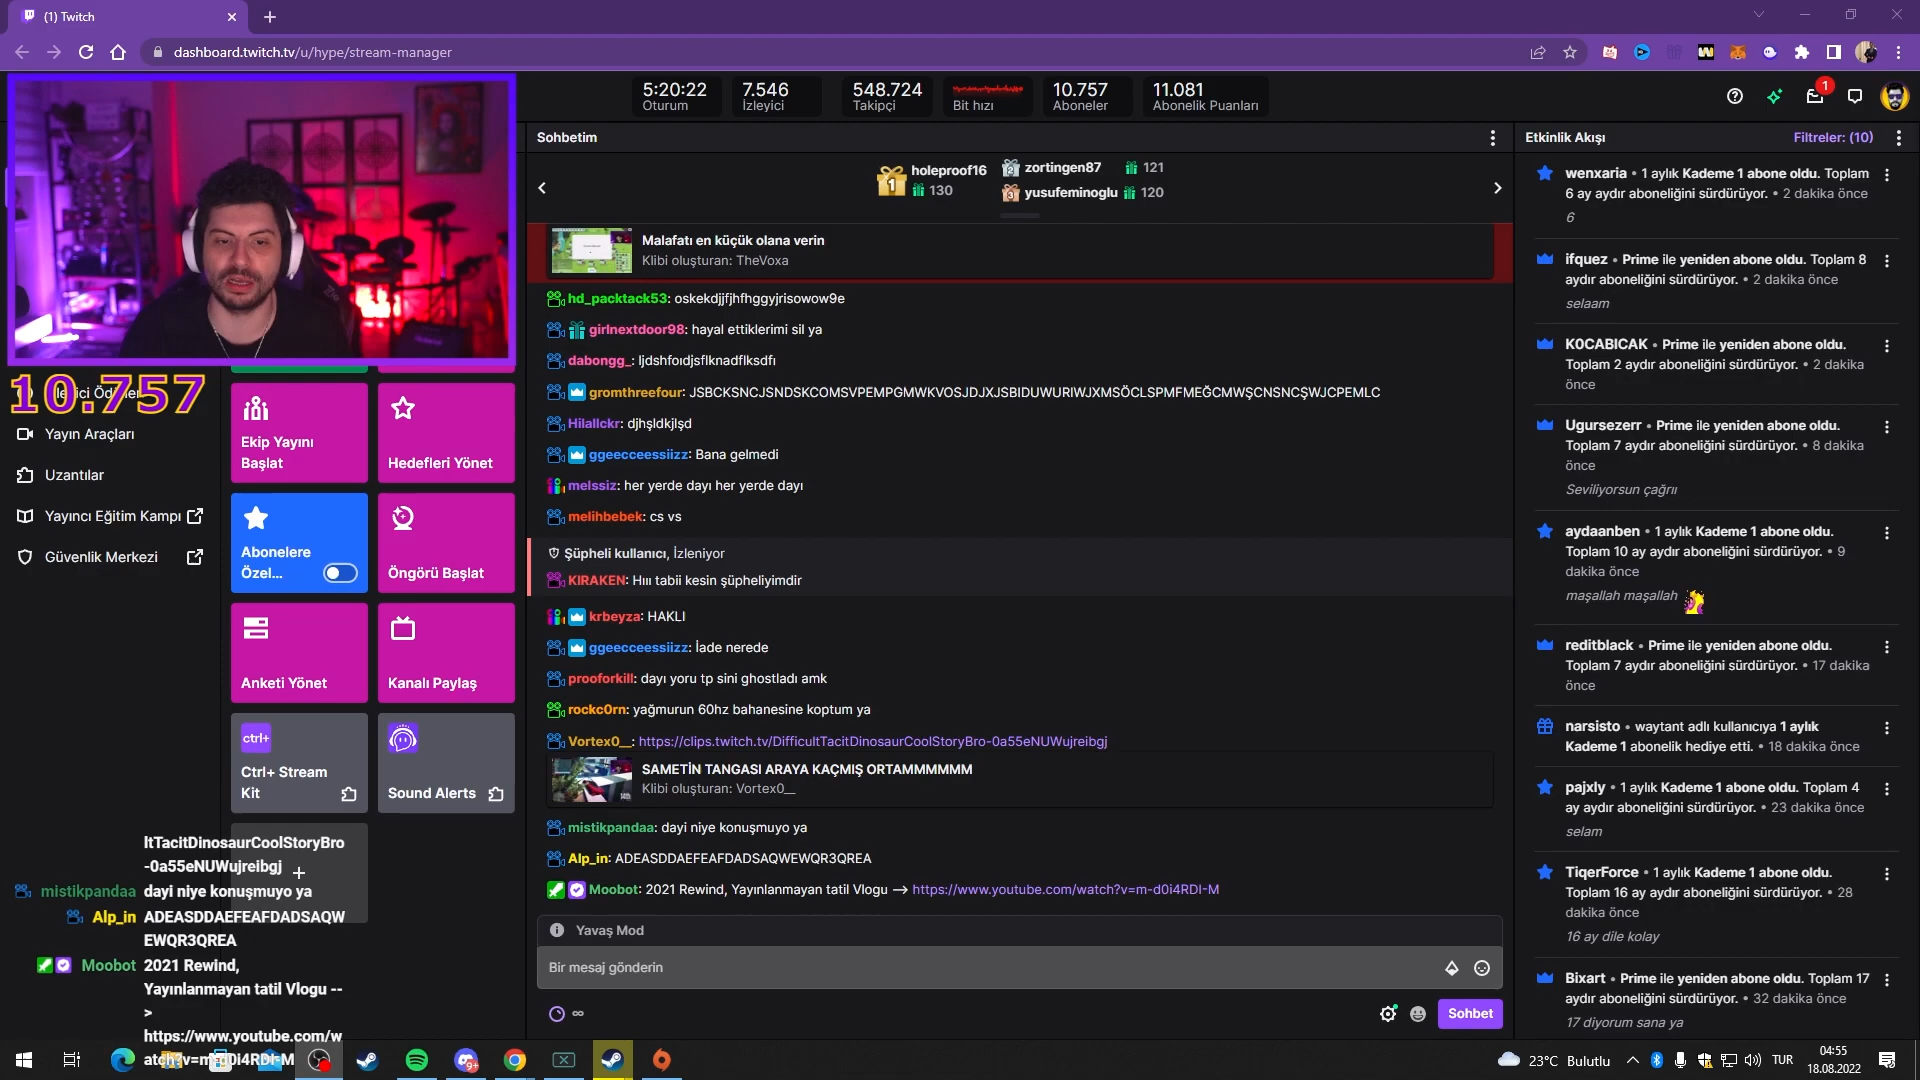 (1) Twitch
dashboard.twitch.tv/u/hype/stream-manager
5:20:22
Oturum
7.546
İzleyici
548.724
Takipçi
Bit hızı
10.757
Aboneler
11.081
Abonelik Puanları
1
10.757
Yayın Araçları
Uzantılar
Yayıncı Eğitim Kampı
Güvenlik Merkezi
Ekip Yayını
Başlat
Hedefleri Yönet
Abonelere
Özel...
Öngörü Başlat
Anketi Yönet
Kanalı Paylaş
ctrl+
Ctrl+ Stream
Kit
Sound Alerts
ltTacitDinosaurCoolStoryBro
-0a55eNUWujreibgj
mistikpandaa dayi niye konuşmuyo ya
Alp_in ADEASDDAEFEAFDADSAQW
EWQR3QREA
Moobot 2021 Rewind,
Yayınlanmayan tatil Vlogu --
>
https://www.youtube.com/w
atch?v=m-d0i4RDI-M
Sohbetim
1
holeproof16
130
2
zortingen87 121
3
yusufeminoglu 120
Malafatı en küçük olana verin
Klibi oluşturan: TheVoxa
hd_packtack53: oskekdjjfjhfhggyjrisowow9e
girlnextdoor98: hayal ettiklerimi sil ya
dabongg_: ljdshfoıdjsflknadflksdfı
gromthreefour: JSBCKSNCJSNDSKCOMSVPEMPGMWKVOSJDJXJSBIDUWURIWJXMSÖCLSPMFMEĞCMWŞCNSNCŞWJCPEMLC
Hilallckr: djhşldkjlşd
ggeecceessiizz: Bana gelmedi
melssiz: her yerde dayı her yerde dayı
melihbebek: cs vs
Şüpheli kullanıcı, İzleniyor
KIRAKEN: Hııı tabii kesin şüpheliyimdir
krbeyza: HAKLI
ggeecceessiizz: İade nerede
prooforkill: dayı yoru tp sini ghostladı amk
rockc0rn: yağmurun 60hz bahanesine koptum ya
Vortex0__: https://clips.twitch.tv/DifficultTacitDinosaurCoolStoryBro-0a55eNUWujreibgj
SAMETİN TANGASI ARAYA KAÇMIŞ ORTAMMMMMM
Klibi oluşturan: Vortex0__
mistikpandaa: dayi niye konuşmuyo ya
Alp_in: ADEASDDAEFEAFDADSAQWEWQR3QREA
Moobot: 2021 Rewind, Yayınlanmayan tatil Vlogu --> https://www.youtube.com/watch?v=m-d0i4RDI-M
Yavaş Mod
Bir mesaj gönderin
Sohbet
Etkinlik Akışı
Filtreler: (10)
wenxaria • 1 aylık Kademe 1 abone oldu. Toplam
6 ay aydır aboneliğini sürdürüyor. • 2 dakika önce
6
ifquez • Prime ile yeniden abone oldu. Toplam 8
aydır aboneliğini sürdürüyor. • 2 dakika önce
selaam
K0CABICAK • Prime ile yeniden abone oldu.
Toplam 2 aydır aboneliğini sürdürüyor. • 2 dakika
önce
Ugursezerr • Prime ile yeniden abone oldu.
Toplam 7 aydır aboneliğini sürdürüyor. • 8 dakika
önce
Seviliyorsun çağrıı
aydaanben • 1 aylık Kademe 1 abone oldu.
Toplam 10 ay aydır aboneliğini sürdürüyor. • 9
dakika önce
maşallah maşallah
reditblack • Prime ile yeniden abone oldu.
Toplam 7 aydır aboneliğini sürdürüyor. • 17 dakika
önce
narsisto • waytant adlı kullanıcıya 1 aylık
Kademe 1 abonelik hediye etti. • 18 dakika önce
pajxly • 1 aylık Kademe 1 abone oldu. Toplam 4
ay aydır aboneliğini sürdürüyor. • 23 dakika önce
selam
TiqerForce • 1 aylık Kademe 1 abone oldu.
Toplam 16 ay aydır aboneliğini sürdürüyor. • 28
dakika önce
16 ay dile kolay
Bixart • Prime ile yeniden abone oldu. Toplam 17
aydır aboneliğini sürdürüyor. • 32 dakika önce
17 diyorum sana ya
23°C Bulutlu
TUR
04:55
18.08.2022